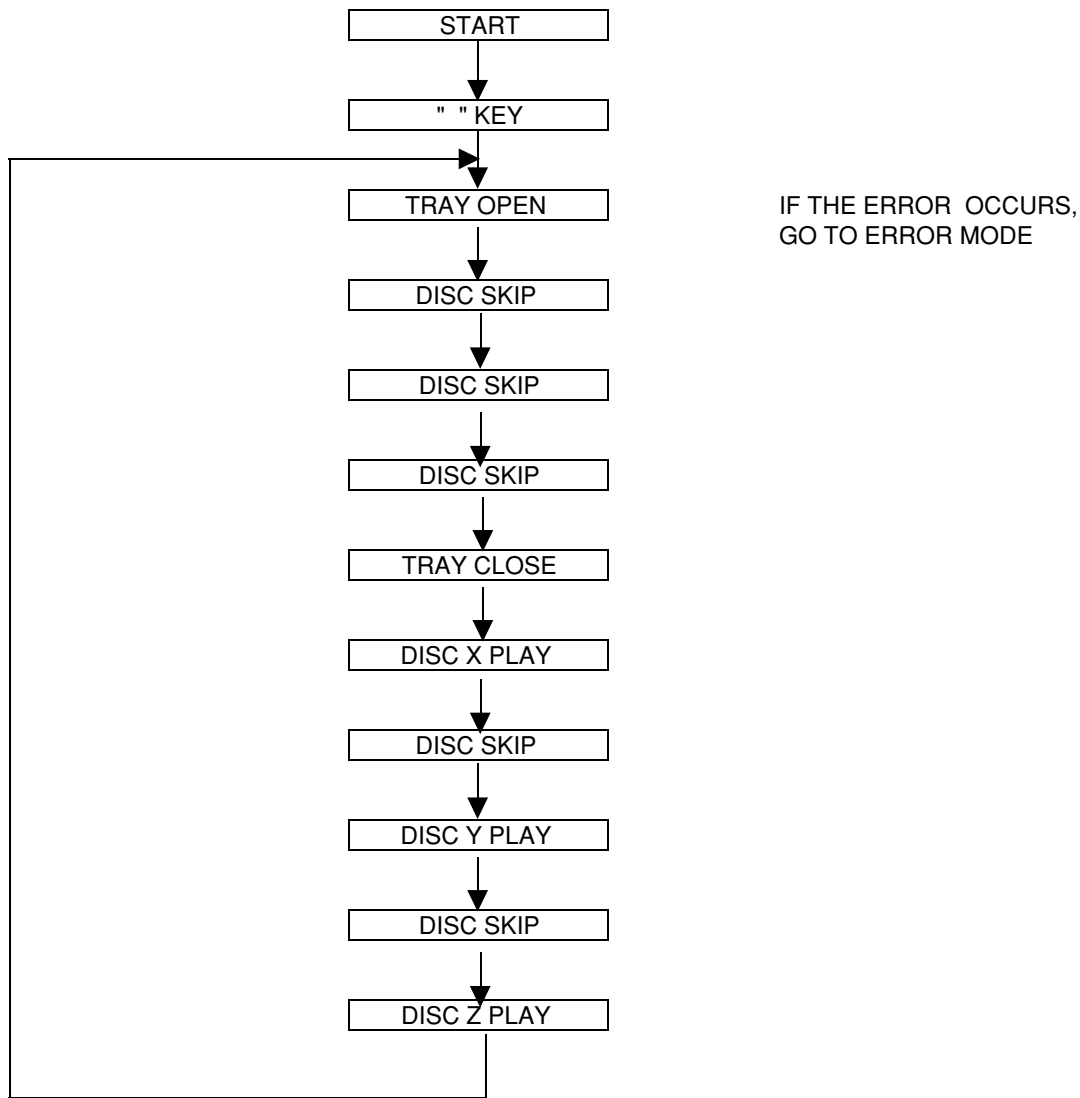 START
" " KEY
TRAY OPEN
IF THE ERROR OCCURS,
GO TO ERROR MODE
DISC SKIP
DISC SKIP
DISC SKIP
TRAY CLOSE
DISC X PLAY
DISC SKIP
DISC Y PLAY
DISC SKIP
DISC Z PLAY